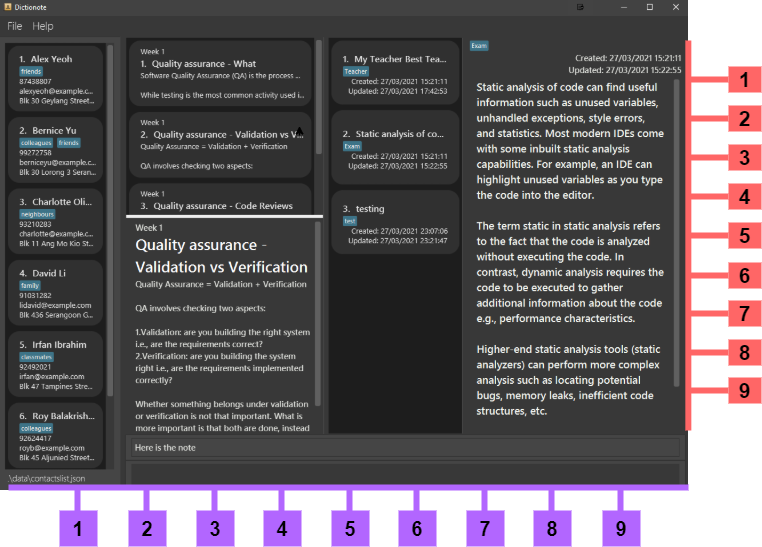 Dictionote
File Help
1. Alex Yeoh
friends
87438807
alexyeoh@example.c...
Blk 30 Geylang Street...
2. Bernice Yu
colleagues friends
99272758
berniceyu@example.c...
Blk 30 Lorong 3 Seran...
3. Charlotte Oli...
neighbours
93210283
charlotte@example.c...
Blk 11 Ang Mo Kio St...
4. David Li
family
91031282
lidavid@example.com
Blk 436 Serangoon G...
5. Irfan Ibrahim
classmates
92492021
irfan@example.com
Blk 47 Tampines Stre...
6. Roy Balakrish...
colleagues
92624417
royb@example.com
Blk 45 Aljunied Street...
.\data\contactslist.json
Week 1
1. Quality assurance - What
Software Quality Assurance (QA) is the process ...
While testing is the most common activity used i...
Week 1
2. Quality assurance - Validation vs V...
Quality Assurance = Validation + Verification
QA involves checking two aspects:
Week 1
3. Quality assurance - Code Reviews
Week 1
Quality assurance -
Validation vs Verification
Quality Assurance = Validation + Verification
QA involves checking two aspects:
1.Validation: are you building the right system
i.e., are the requirements correct?
2.Verification: are you building the system
right i.e., are the requirements implemented
correctly?
Whether something belongs under validation
or verification is not that important. What is
more important is that both are done, instead
1. My Teacher Best Tea...
Teacher
Created: 27/03/2021 15:21:11
Updated: 27/03/2021 17:42:53
2. Static analysis of co...
Exam
Created: 27/03/2021 15:21:11
Updated: 27/03/2021 15:22:55
3. testing
test
Created: 27/03/2021 23:07:06
Updated: 27/03/2021 23:21:47
Exam
Created: 27/03/2021 15:21:11
Updated: 27/03/2021 15:22:55
Static analysis of code can find useful
information such as unused variables,
unhandled exceptions, style errors,
and statistics. Most modern IDEs come
with some inbuilt static analysis
capabilities. For example, an IDE can
highlight unused variables as you type
the code into the editor.
The term static in static analysis refers
to the fact that the code is analyzed
without executing the code. In
contrast, dynamic analysis requires the
code to be executed to gather
additional information about the code
e.g., performance characteristics.
Higher-end static analysis tools (static
analyzers) can perform more complex
analysis such as locating potential
bugs, memory leaks, inefficient code
structures, etc.
Here is the note
1
2
3
4
5
6
7
8
9
1 2 3 4 5 6 7 8 9